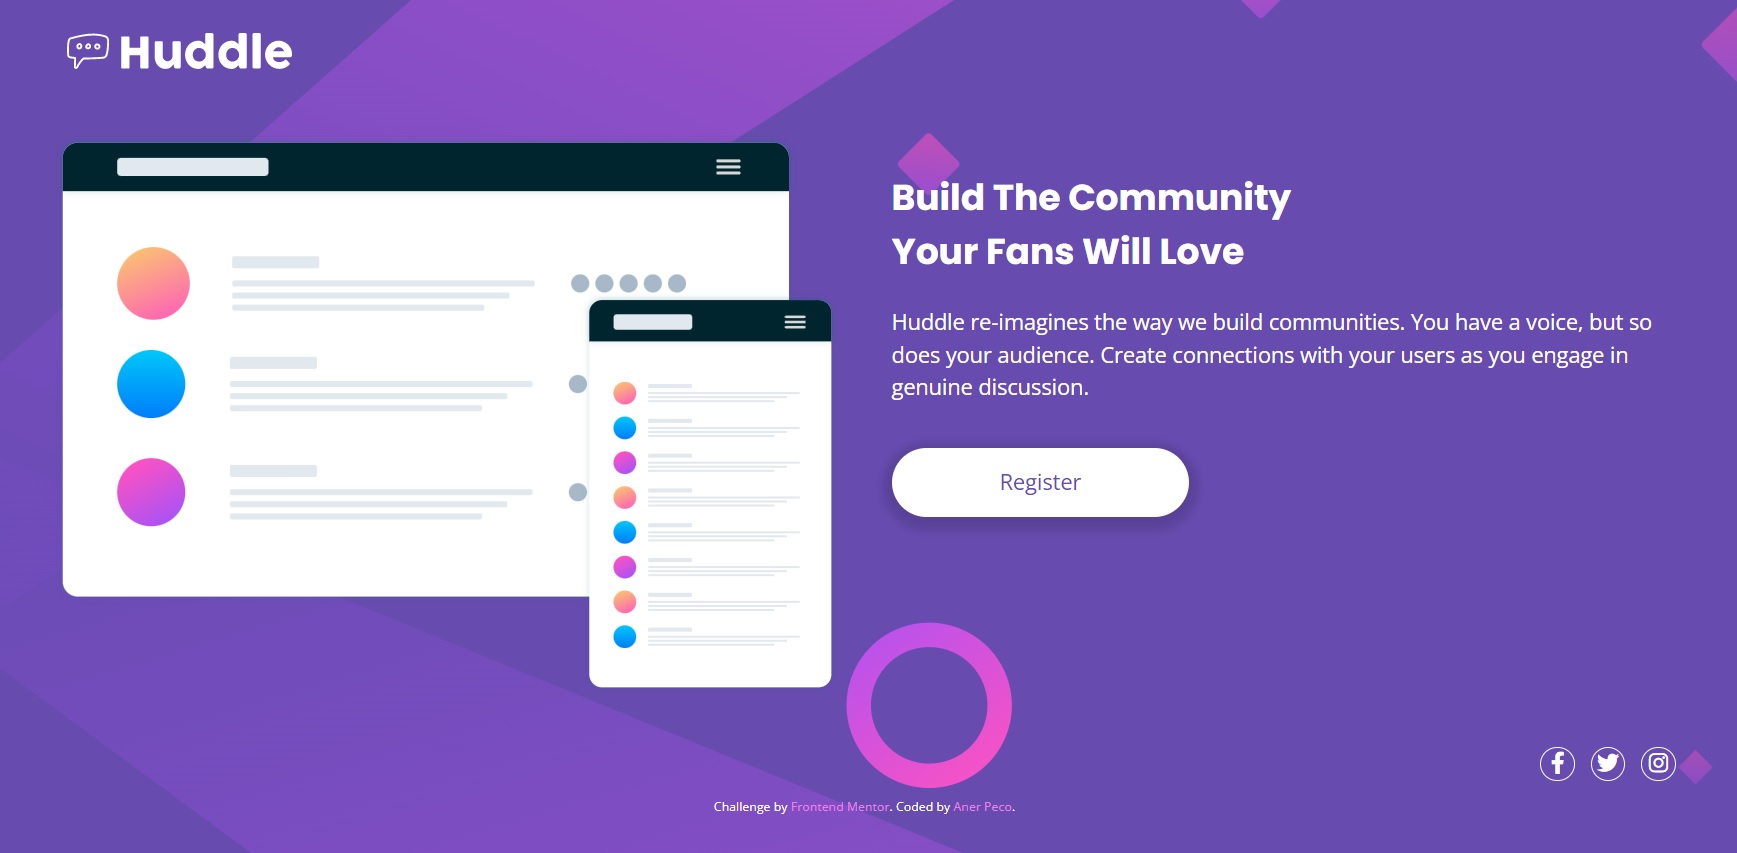 Huddle
Build The Community
Your Fans Will Love
Huddle re-imagines the way we build communities. You have a voice, but so
does your audience. Create connections with your users as you engage in
genuine discussion.
Register
Challenge by Frontend Mentor. Coded by Aner Peco.